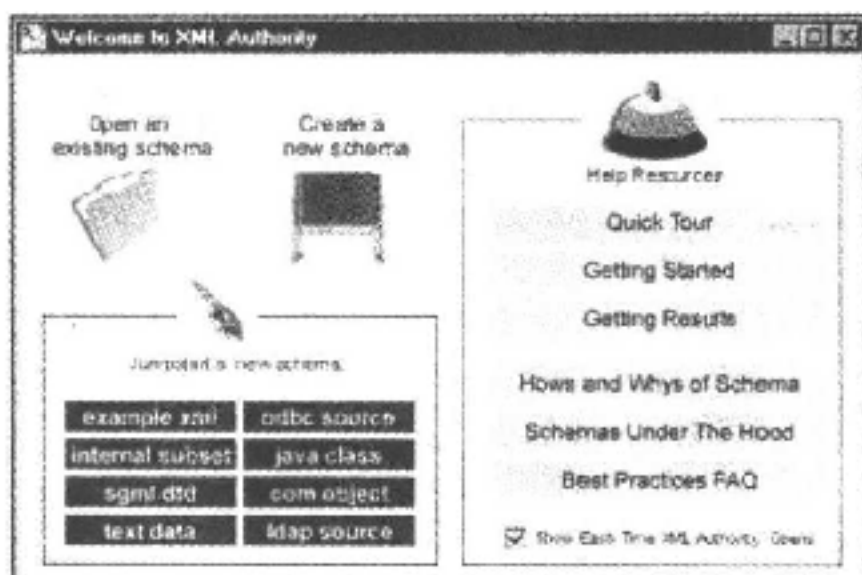 Welcome to XML Authority
Open an
existing schema
Create a
new schema
Jumpstart a new schema:
example xml
odbc source
internal subset
java class
sgml dtd
com object
text data
ldap source
Help Resources
Quick Tour
Getting Started
Getting Results
Hows and Whys of Schema
Schemas Under The Hood
Best Practices FAQ
Show Each Time XML Authority Opens